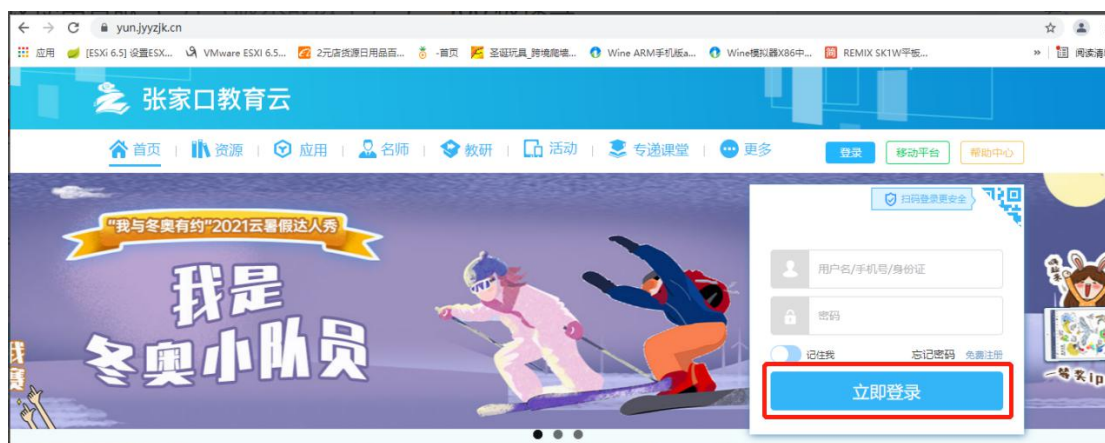 yun.jyyzjk.cn
应用 [ESXi 6.5] 设置ESX... VMware ESXI 6.5... 2元店货源日用品百... -首页 圣诞玩具_跨境爬墙... Wine ARM手机版a... Wine模拟器X86中... REMIX SK1W平板... » 阅读清
张家口教育云
首页 资源 应用 名师 教研 活动 专递课堂 更多 登录 移动平台 帮助中心
扫码登录更安全
“我与冬奥有约”2021云暑假达人秀
我是
冬奥小队员
用户名/手机号/身份证
密码
记住我 忘记密码 免费注册
立即登录
一等奖ip